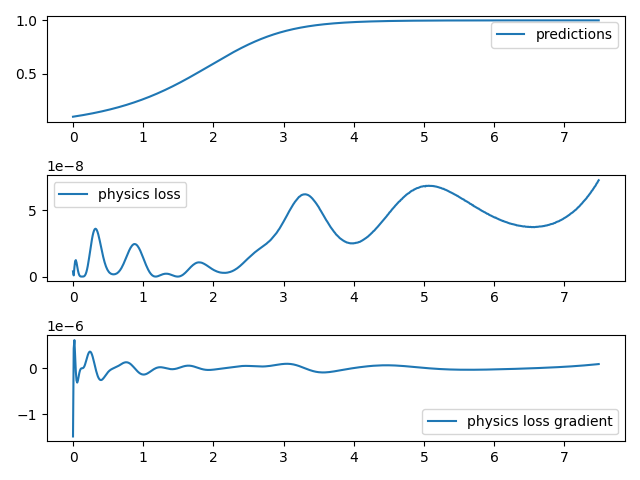 1.0
0.5
predictions
0 1 2 3 4 5 6 7
1e−8
5
0
physics loss
0 1 2 3 4 5 6 7
1e−6
0
−1
physics loss gradient
0 1 2 3 4 5 6 7